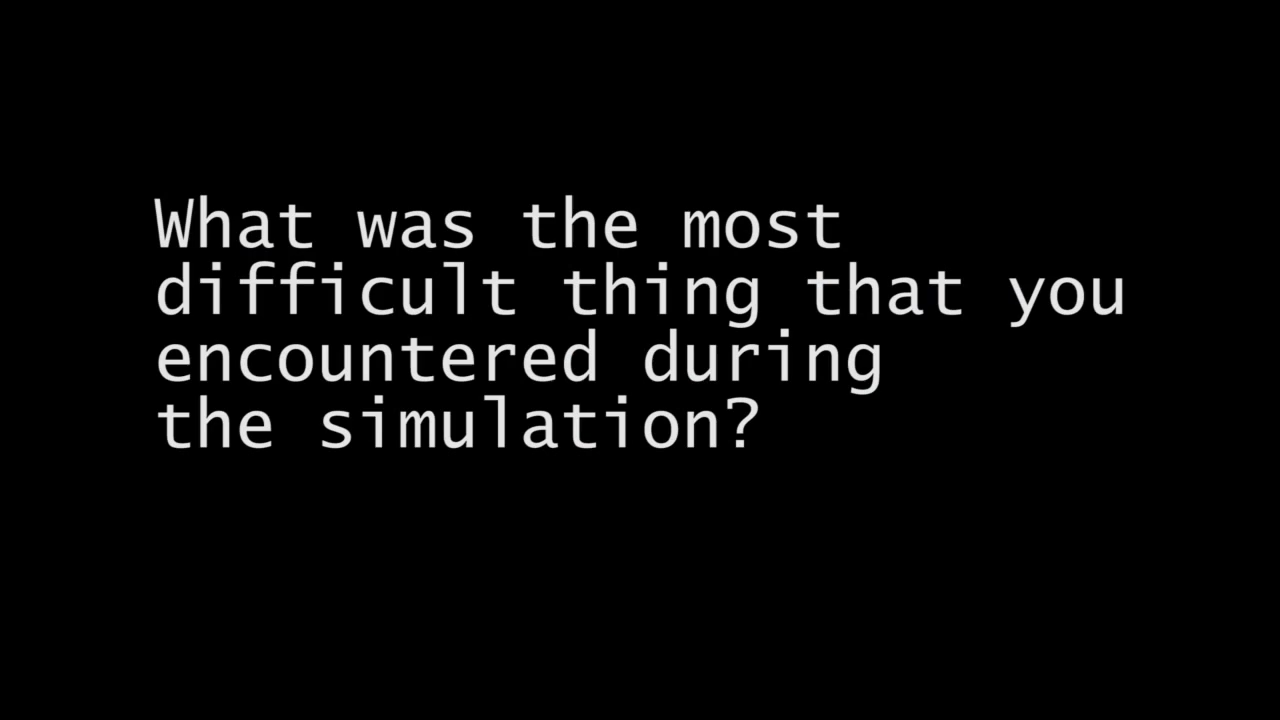 What was the most
difficult thing that you
encountered during
the simulation?